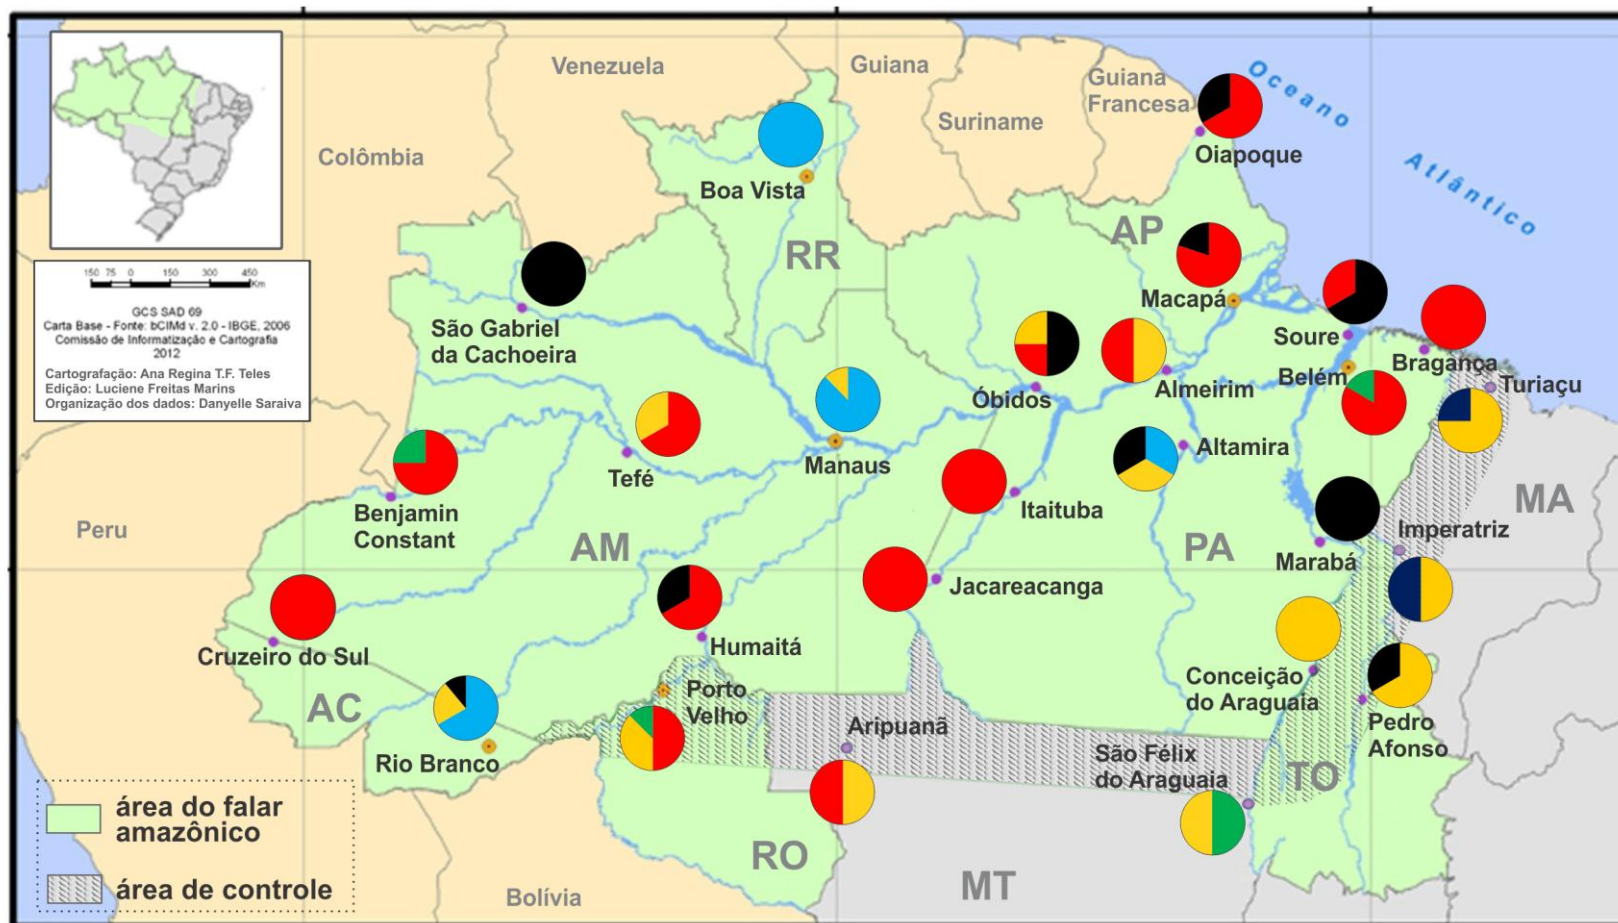 Venezuela
Guiana
Guiana
Francesa
Suriname
Colômbia
Oceano
Atlântico
Oiapoque
Boa Vista
RR
AP
Macapá
São Gabriel
da Cachoeira
150 75 0 150 300 450
Km
GCS SAD 69
Carta Base - Fonte: bCIMd v. 2.0 - IBGE, 2006
Comissão de Informatização e Cartografia
2012
Cartografação: Ana Regina T.F. Teles
Edição: Luciene Freitas Marins
Organização dos dados: Danyelle Saraiva
Soure
Bragança
Belém
Turiaçu
Óbidos
Almeirim
Altamira
Manaus
Tefé
Itaituba
Benjamin
Constant
Peru
AM
PA
MA
Imperatriz
Marabá
Jacareacanga
Humaitá
Cruzeiro do Sul
AC
Porto
Velho
Rio Branco
Aripuanã
Conceição
do Araguaia
Pedro
Afonso
São Félix
do Araguaia
TO
RO
MT
Bolívia
área do falar
amazônico
área de controle